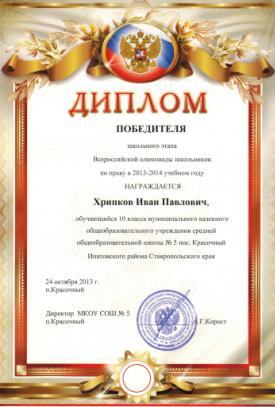 ДИПЛОМ
ПОБЕДИТЕЛЯ
школьного этапа
Всероссийской олимпиады школьников
по праву в 2013-2014 учебном году
НАГРАЖДАЕТСЯ
Хрипков Иван Павлович,
обучающийся 10 класса муниципального казенного
общеобразовательного учреждения средней
общеобразовательной школы № 5 пос. Красочный
Ипатовского района Ставропольского края
24 октября 2013 г.
п.Красочный
Директор МКОУ СОШ № 5
п.Красочный
А.Г.Корост